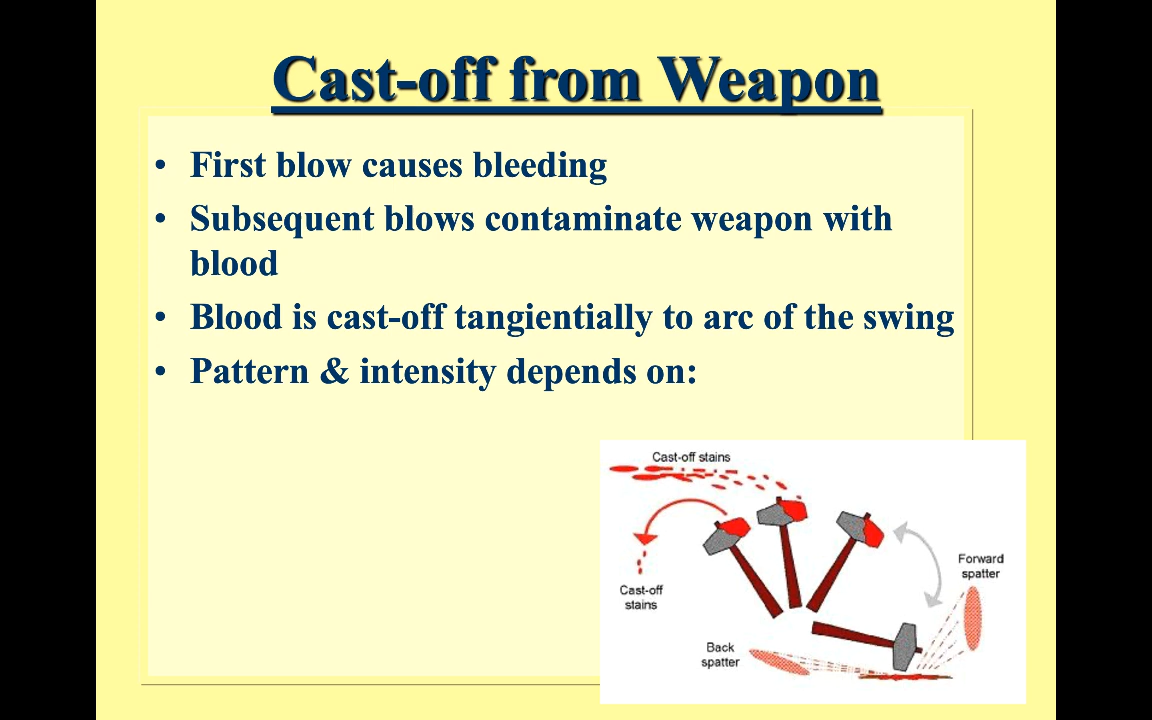 Cast-off from Weapon
• First blow causes bleeding
• Subsequent blows contaminate weapon with
blood
• Blood is cast-off tangientially to arc of the swing
• Pattern & intensity depends on:
Cast-off stains
Forward
spatter
Cast-off
stains
Back
spatter